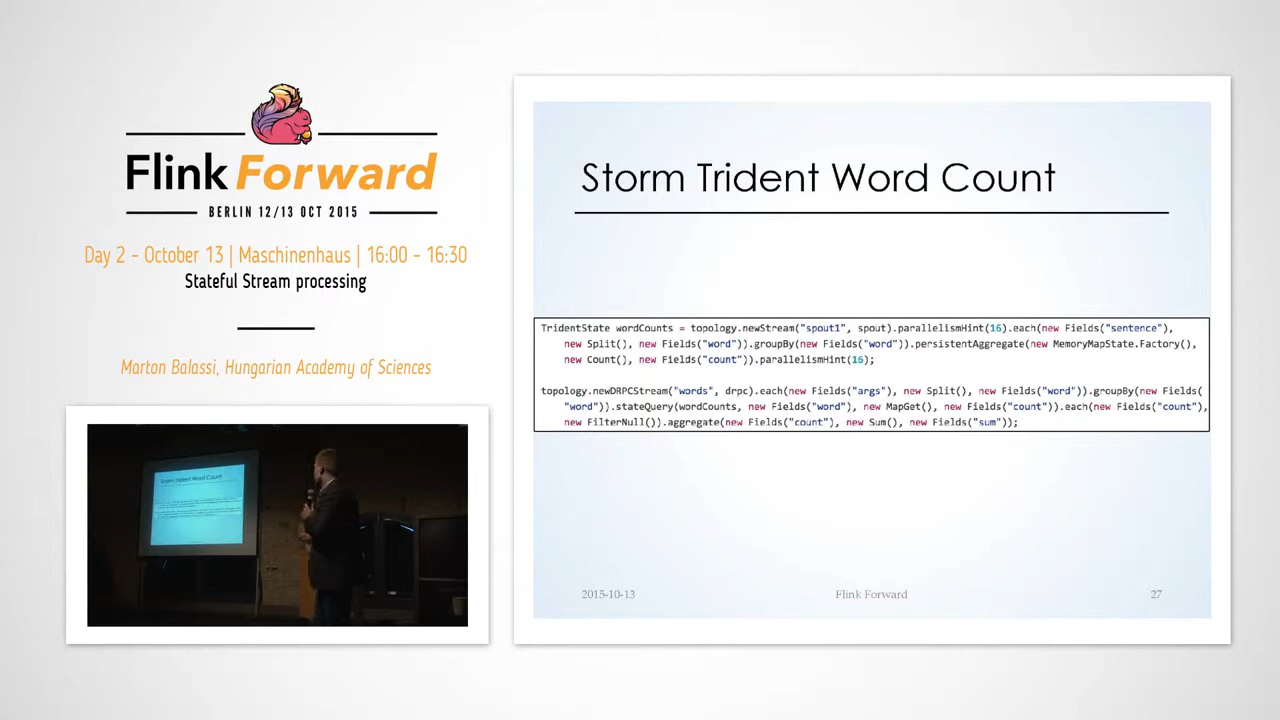 Flink Forward
BERLIN 12/13 OCT 2015
Day 2 - October 13 | Maschinenhaus | 16:00 - 16:30
Stateful Stream processing
Marton Balassi, Hungarian Academy of Sciences
Storm Trident Word Count
Storm Trident Word Count
TridentState wordCounts = topology.newStream("spout1", spout).parallelismHint(16).each(new Fields("sentence"),
new Split(), new Fields("word")).groupBy(new Fields("word")).persistentAggregate(new MemoryMapState.Factory(),
new Count(), new Fields("count")).parallelismHint(16);
topology.newDRPCStream("words", drpc).each(new Fields("args"), new Split(), new Fields("word")).groupBy(new Fields(
"word")).stateQuery(wordCounts, new Fields("word"), new MapGet(), new Fields("count")).each(new Fields("count"),
new FilterNull()).aggregate(new Fields("count"), new Sum(), new Fields("sum"));
2015-10-13
Flink Forward
27